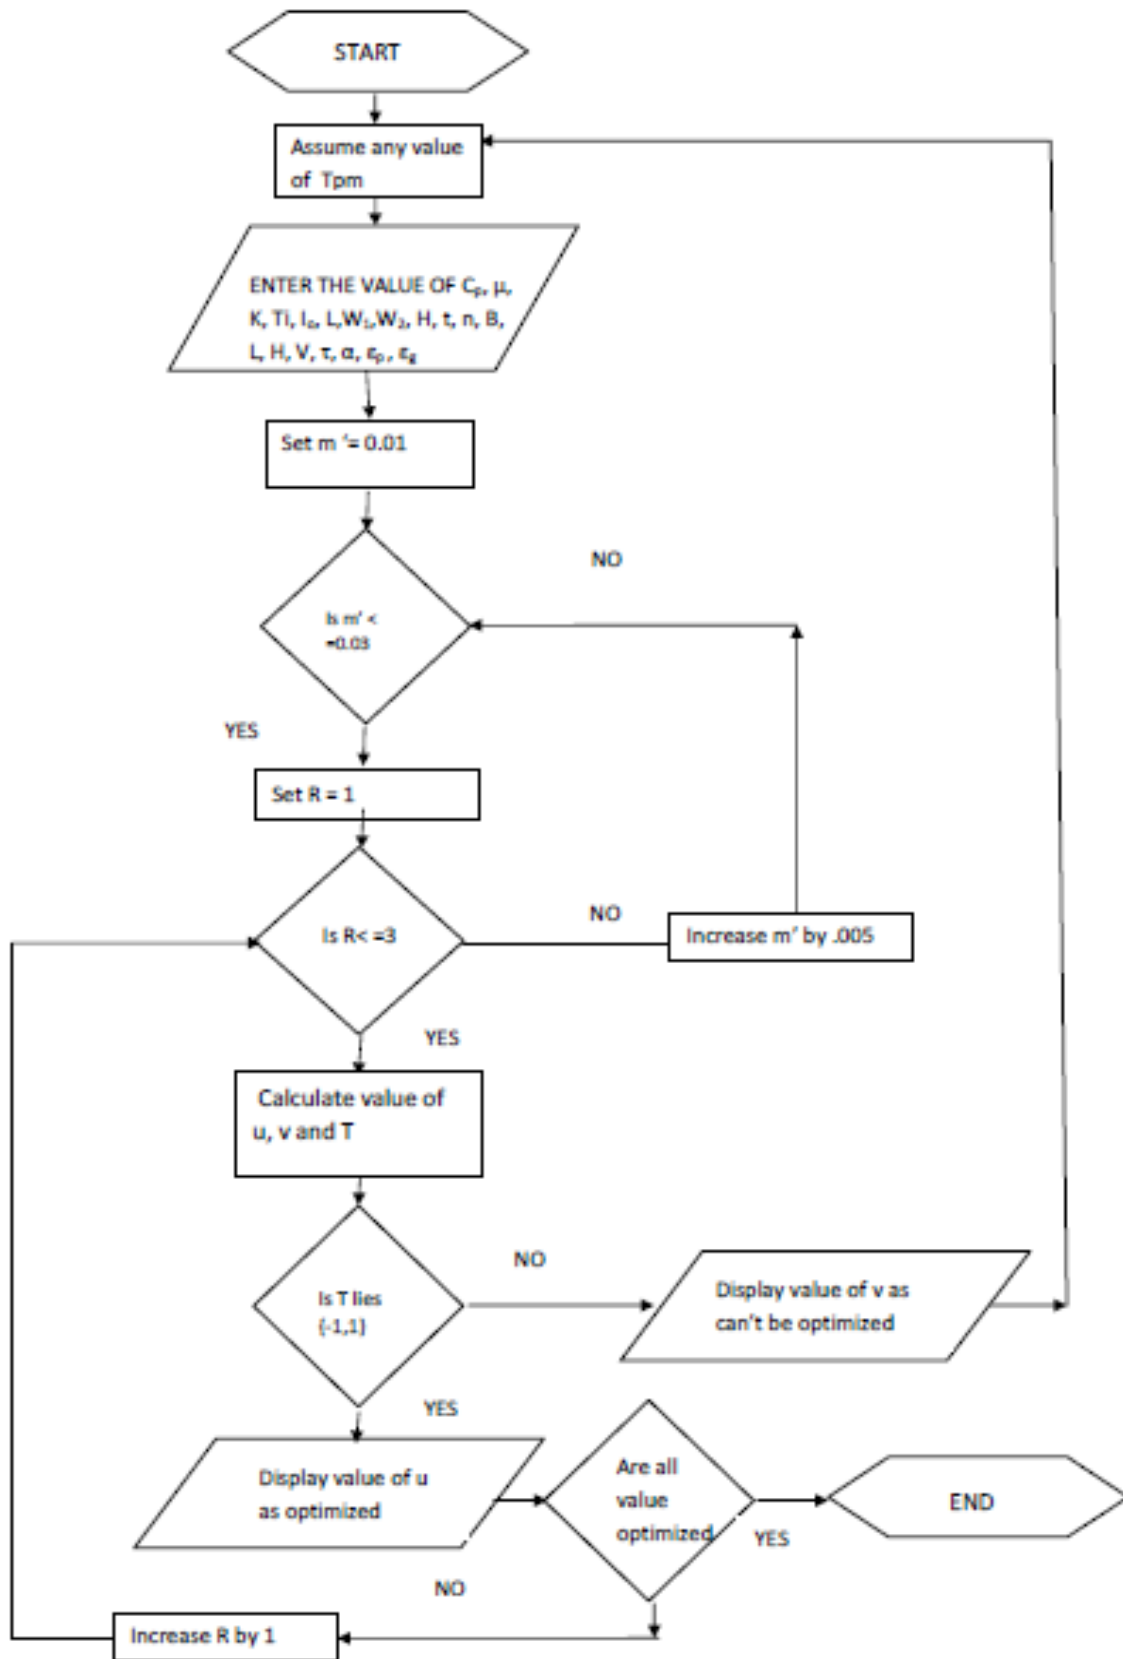 START
Assume any value
of Tpm
ENTER THE VALUE OF Cₚ, μ,
K, Ti, Iₒ, L,W₁,W₂, H, t, n, B,
L, H, V, τ, α, εₚ , ε_g
Set m '= 0.01
NO
Is m' <
=0.03
YES
Set R = 1
NO
Is R< =3
Increase m' by .005
YES
Calculate value of
u, v and T
NO
Is T lies
(-1,1)
Display value of v as
can't be optimized
YES
Display value of u
as optimized
Are all
value
optimized
END
YES
NO
Increase R by 1